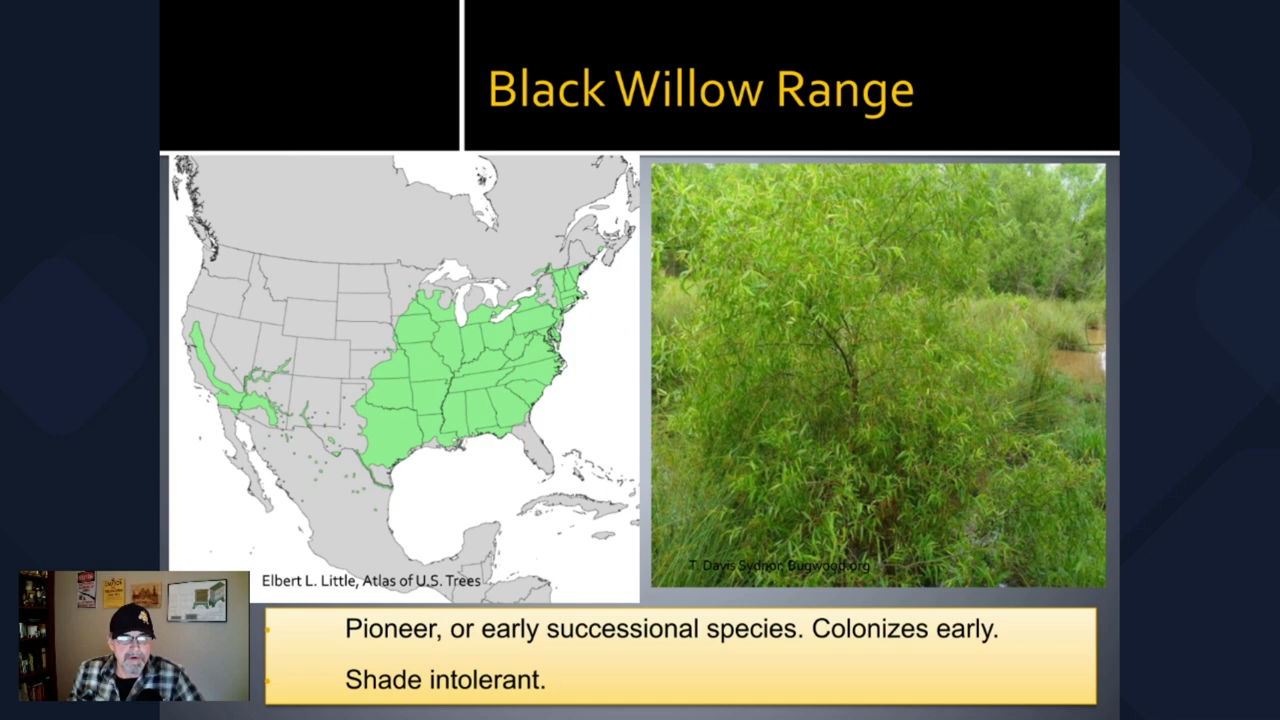 Black Willow Range
Elbert L. Little, Atlas of U.S. Trees
T. Davis Sydnor, Bugwood.org
Pioneer, or early successional species. Colonizes early.
Shade intolerant.